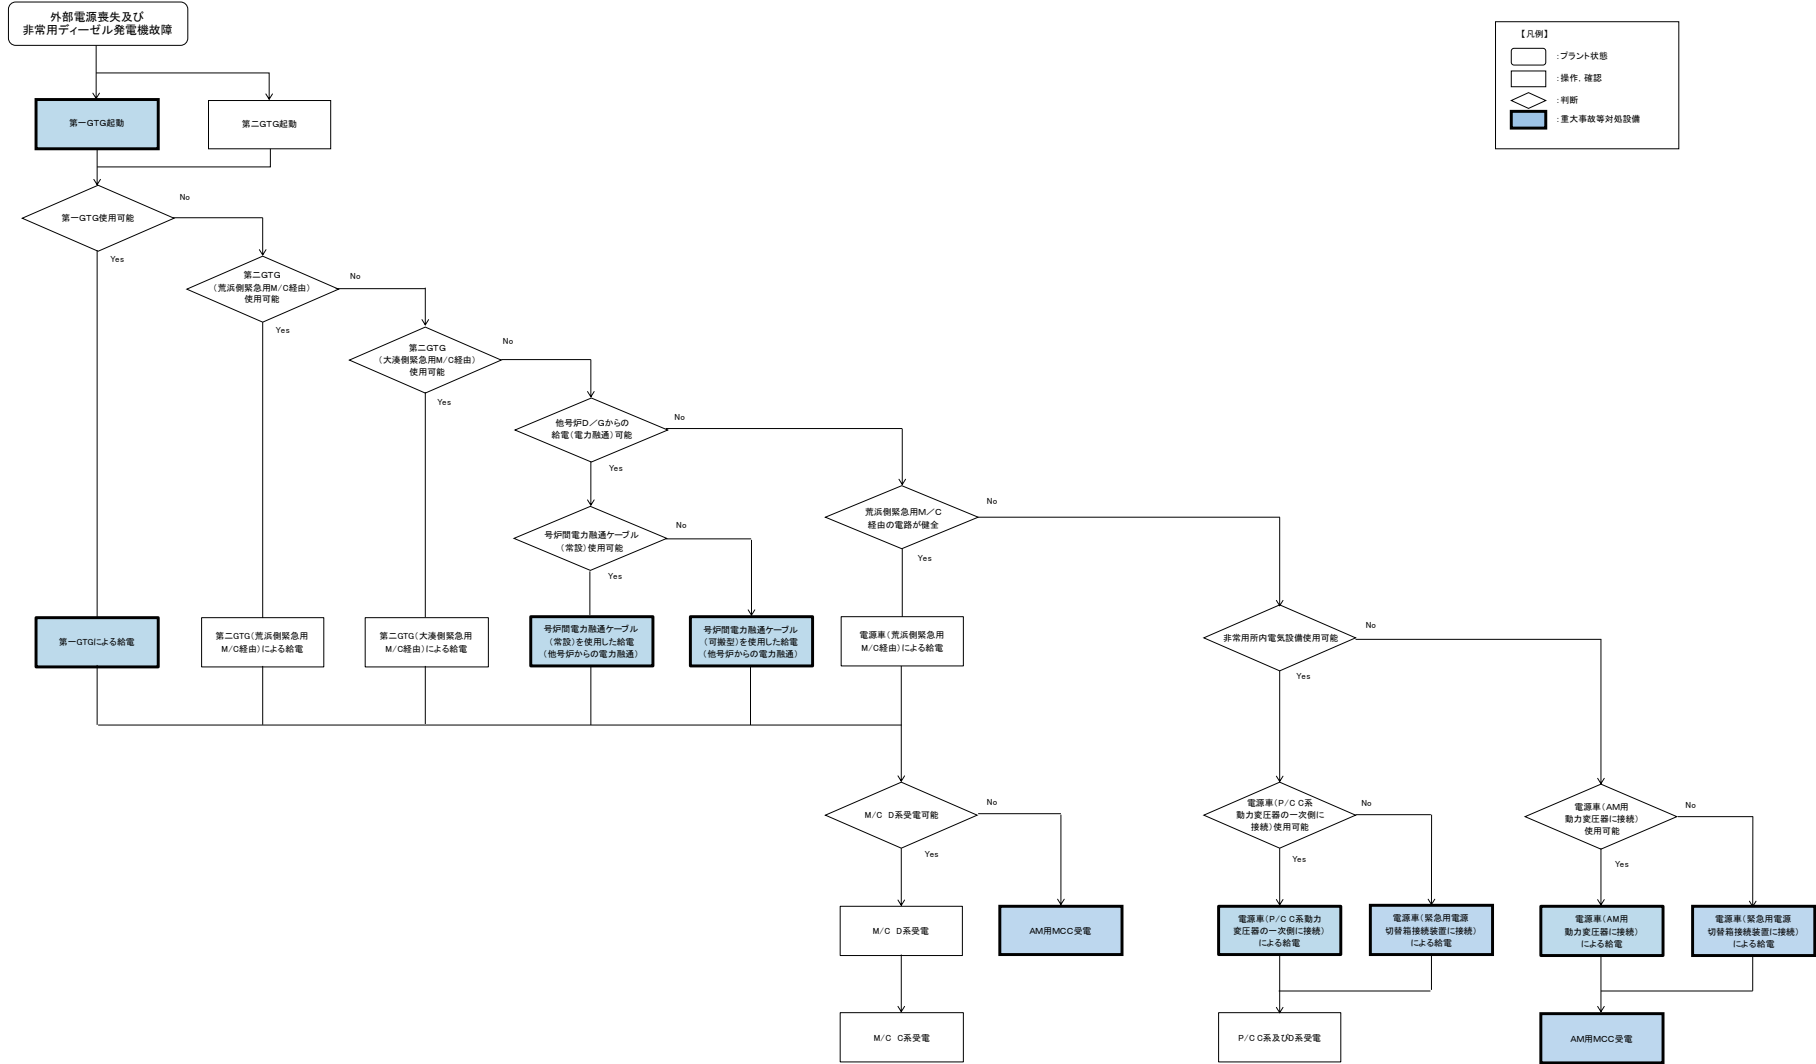 外部電源喪失及び
非常用ディーゼル発電機故障
【凡例】
：プラント状態
：操作，確認
：判断
：重大事故等対処設備
第一GTG起動
第二GTG起動
第一GTG使用可能
No
Yes
第二GTG
（荒浜側緊急用M/C経由）
使用可能
No
Yes
第二GTG
（大湊側緊急用M/C経由）
使用可能
No
Yes
他号炉D／Gからの
給電（電力融通）可能
No
Yes
号炉間電力融通ケーブル
（常設）使用可能
No
Yes
荒浜側緊急用M／C
経由の電路が健全
No
Yes
第一GTGによる給電
第二GTG（荒浜側緊急用
M/C経由）による給電
第二GTG（大湊側緊急用
M/C経由）による給電
号炉間電力融通ケーブル
（常設）を使用した給電
（他号炉からの電力融通）
号炉間電力融通ケーブル
（可搬型）を使用した給電
（他号炉からの電力融通）
電源車（荒浜側緊急用
M/C経由）による給電
非常用所内電気設備使用可能
No
Yes
M/C D系受電可能
No
Yes
電源車（P/C C系
動力変圧器の一次側に
接続）使用可能
No
Yes
電源車（AM用
動力変圧器に接続）
使用可能
No
Yes
M/C D系受電
AM用MCC受電
電源車（P/C C系動力
変圧器の一次側に接続）
による給電
電源車（緊急用電源
切替箱接続装置に接続）
による給電
電源車（AM用
動力変圧器に接続）
による給電
電源車（緊急用電源
切替箱接続装置に接続）
による給電
M/C C系受電
P/C C系及びD系受電
AM用MCC受電